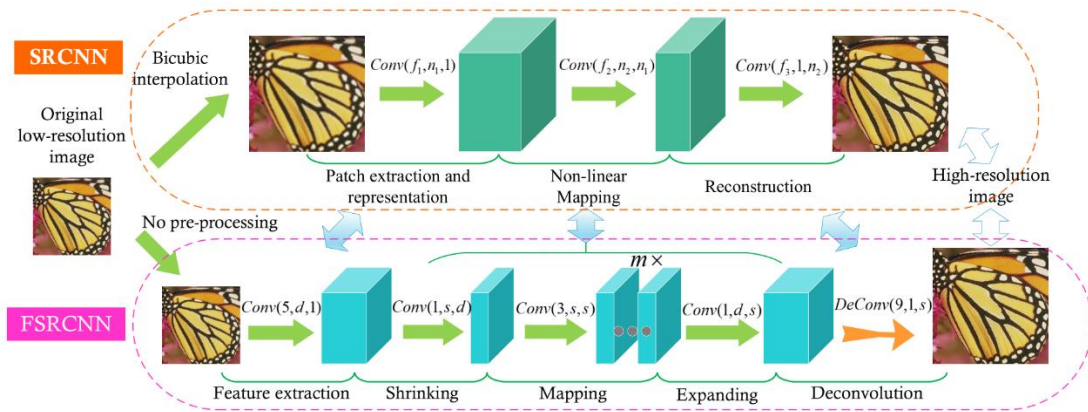 SRCNN
Bicubic
interpolation
Original
low-resolution
image
Conv(f₁,n₁,1)
Conv(f₂,n₂,n₁)
Conv(f₃,1,n₂)
Patch extraction and
representation
Non-linear
Mapping
Reconstruction
High-resolution
image
No pre-processing
FSRCNN
m ×
Conv(5,d,1)
Conv(1,s,d)
Conv(3,s,s)
Conv(1,d,s)
DeConv(9,1,s)
Feature extraction
Shrinking
Mapping
Expanding
Deconvolution